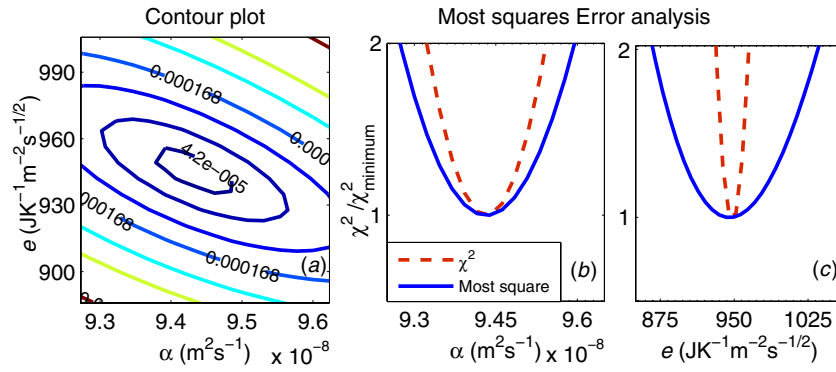 Contour plot
Most squares Error analysis
990
960
930
900
e (JK⁻¹m⁻²s⁻¹/²)
0.000168
4.2e−005
0.000168
0.000168
(a)
9.3
9.4
9.5
9.6
α (m²s⁻¹)
x 10⁻⁸
2
1
χ²/χ²minimum
χ²
Most square
(b)
9.3
9.45
9.6
α (m²s⁻¹)
x 10⁻⁸
2
1
(c)
875
950
1025
e (JK⁻¹m⁻²s⁻¹/²)